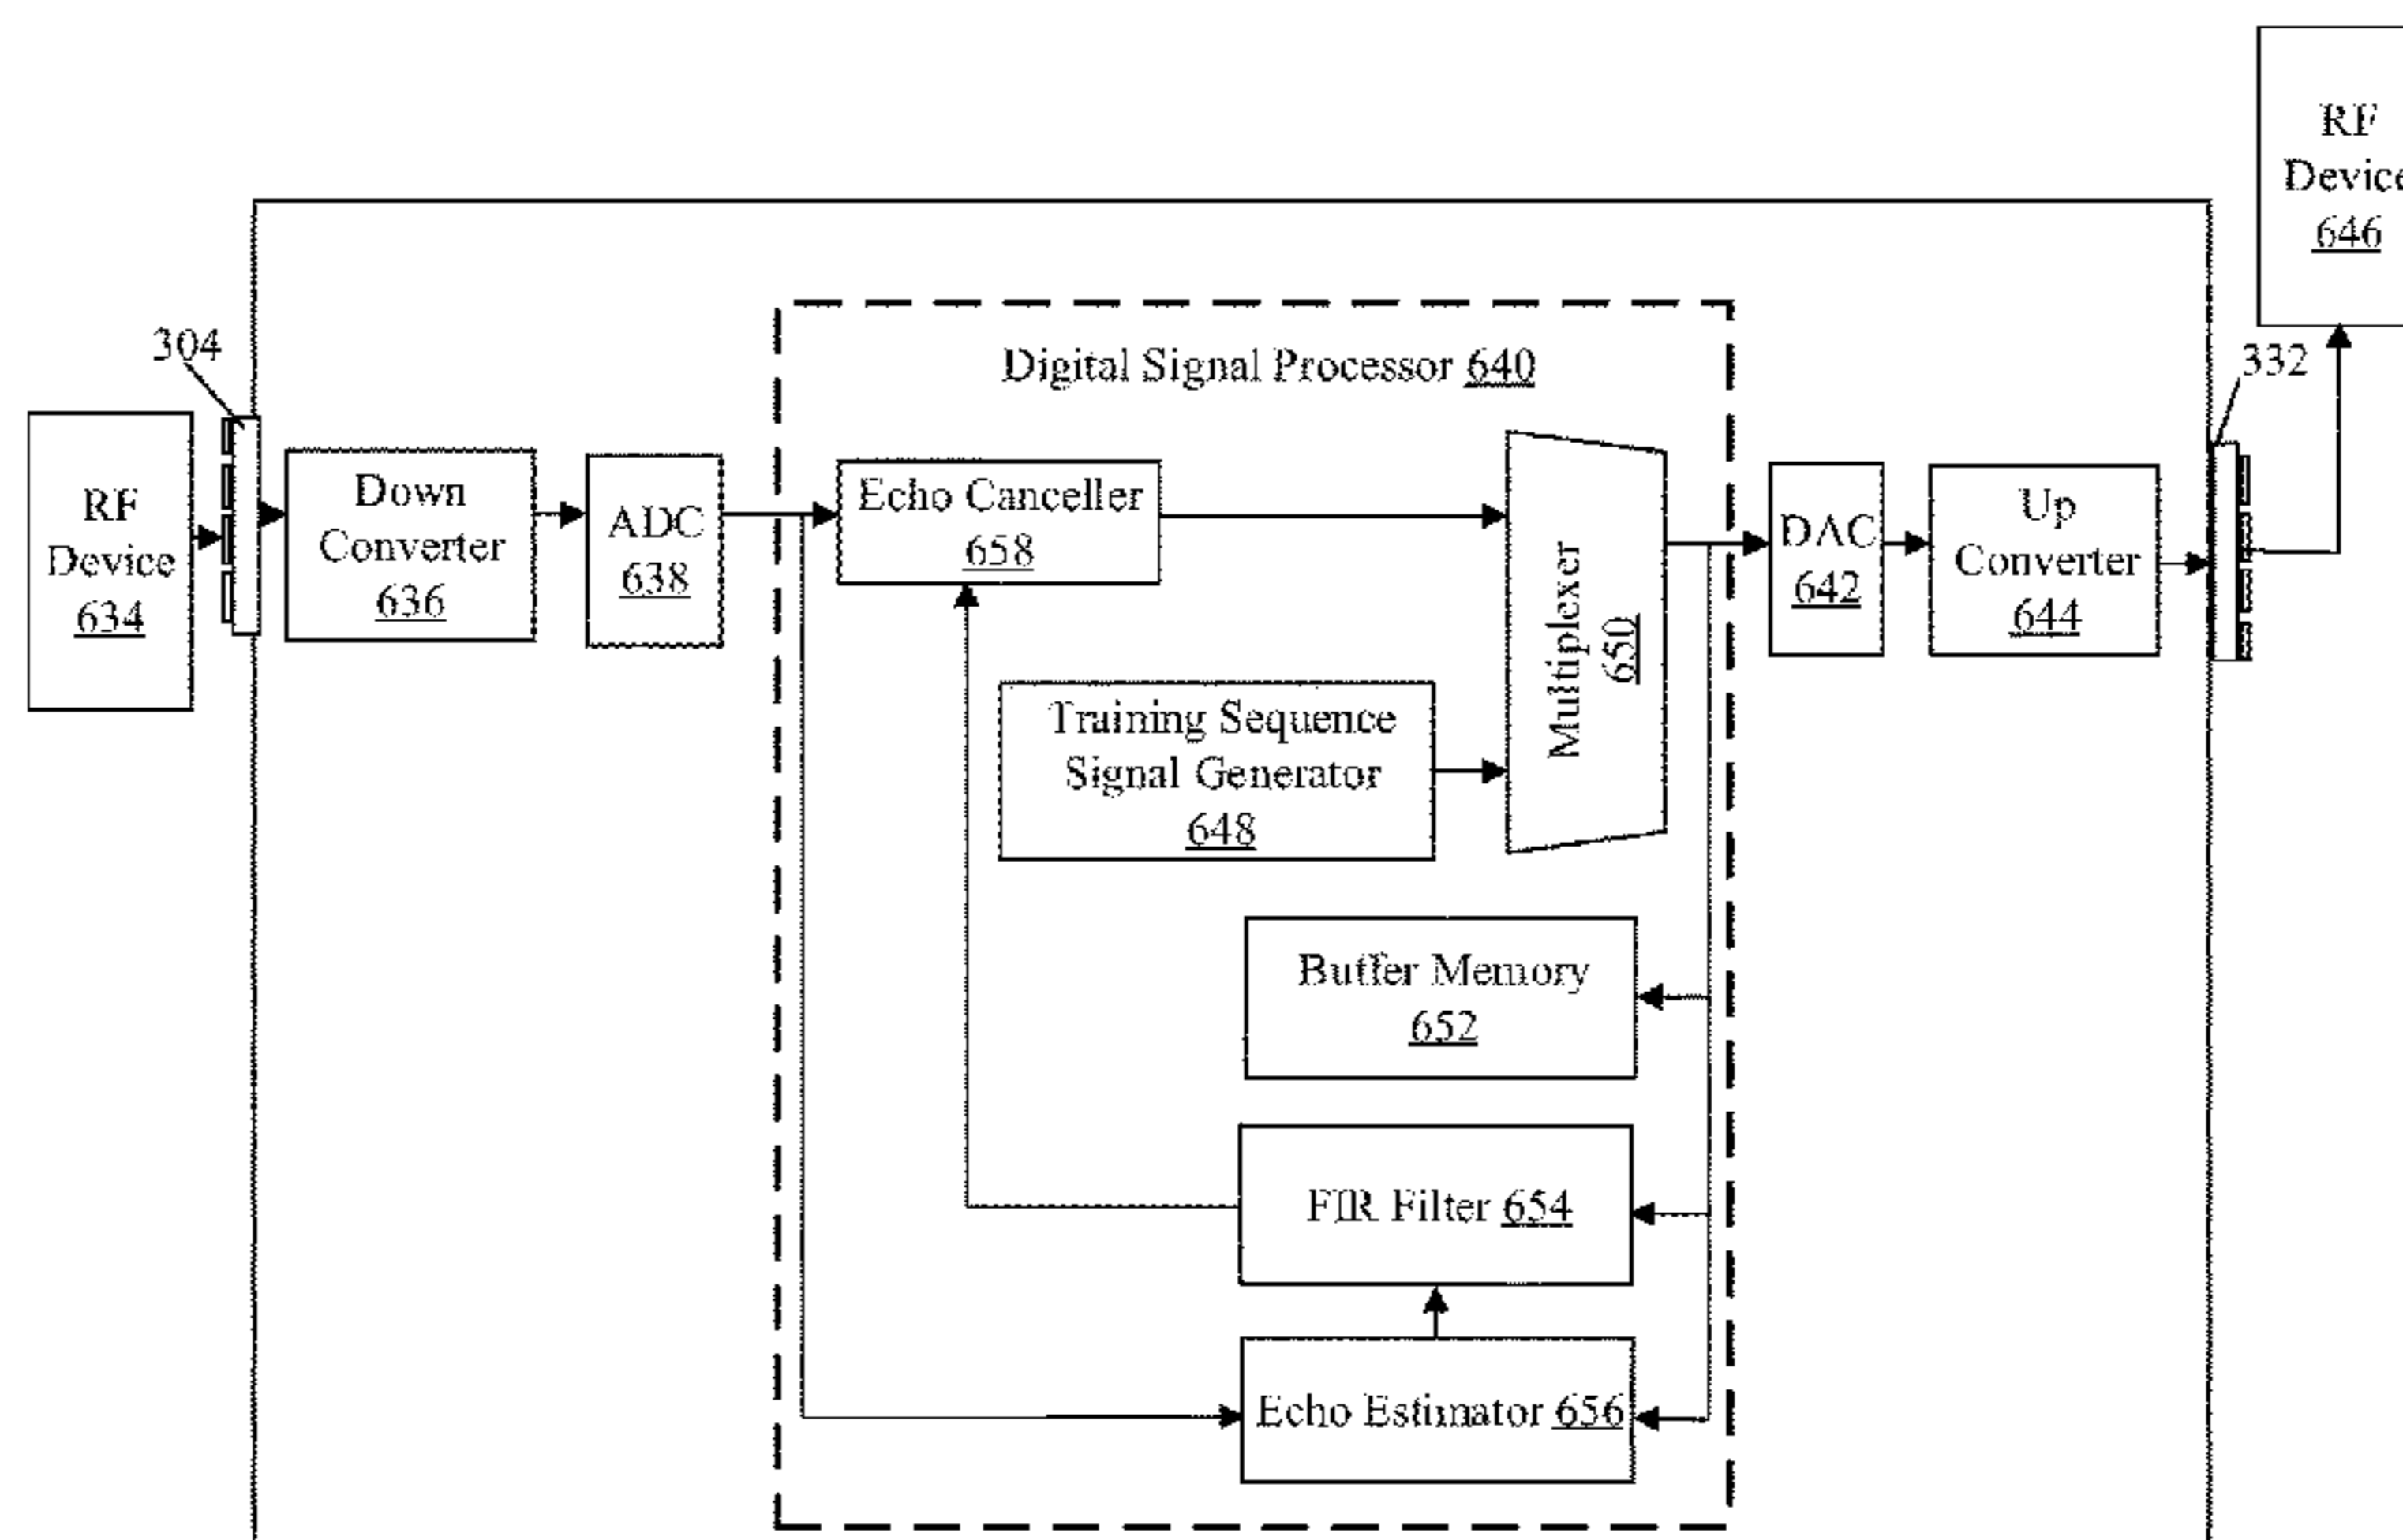 RF
Device
646
304
332
Digital Signal Processor 640
RF
Device
634
Down
Converter
636
ADC
638
Echo Canceller
658
Multiplexer
650
DAC
642
Up
Converter
644
Training Sequence
Signal Generator
648
Buffer Memory
652
FIR Filter 654
Echo Estimator 656